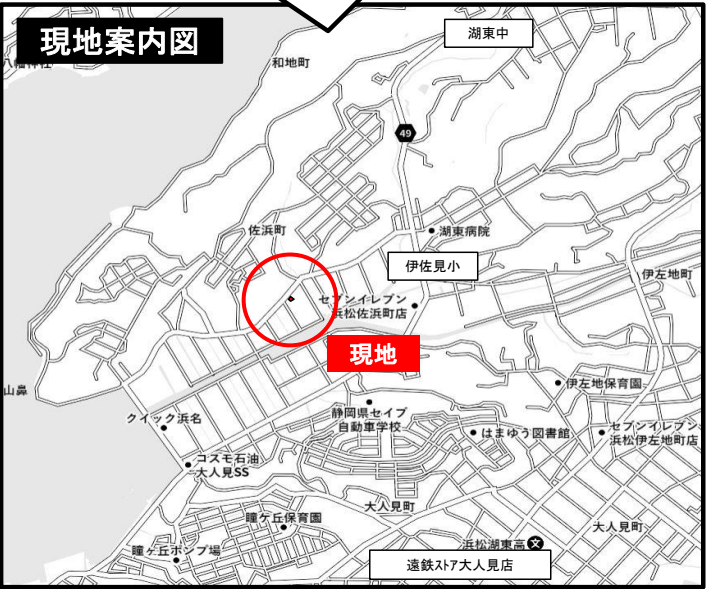 現地案内図
湖東中
八幡神社
和地町
49
佐浜町
湖東病院
伊佐見小
伊左地町
セブンイレブン
浜松佐浜町店
現地
山鼻
伊左地保育園
クイック浜名
静岡県セイブ
自動車学校
はまゆう図書館
セブンイレブン
浜松伊左地町店
コスモ石油
大人見SS
大人見町
瞳ケ丘保育園
大人見町
浜松湖東高
文
瞳ケ丘ポンプ場
遠鉄ストア大人見店